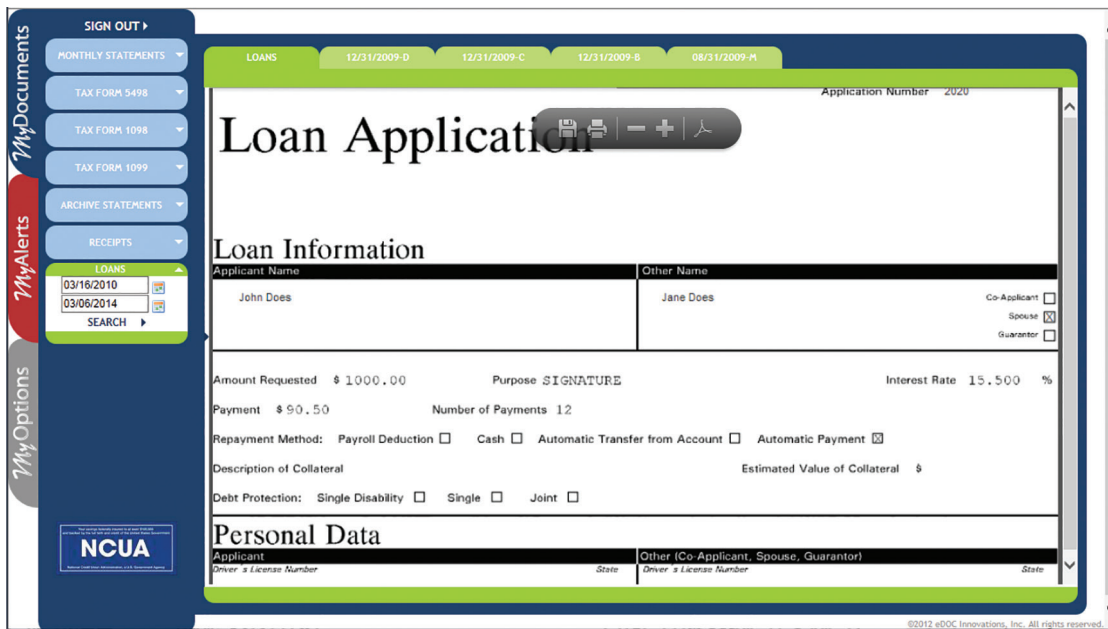 SIGN OUT
MyDocuments
MyAlerts
MyOptions
MONTHLY STATEMENTS
TAX FORM 5498
TAX FORM 1098
TAX FORM 1099
ARCHIVE STATEMENTS
RECEIPTS
LOANS
03/16/2010
03/06/2014
SEARCH
NCUA
National Credit Union Administration, a U.S. Government Agency
LOANS 12/31/2009-D 12/31/2009-C 12/31/2009-B 08/31/2009-M
Application Number 2020
Loan Application
Loan Information
Applicant Name Other Name
John Does Jane Does Co-Applicant
Spouse X
Guarantor
Amount Requested $ 1000.00 Purpose SIGNATURE Interest Rate 15.500 %
Payment $ 90.50 Number of Payments 12
Repayment Method: Payroll Deduction Cash Automatic Transfer from Account Automatic Payment X
Description of Collateral Estimated Value of Collateral $
Debt Protection: Single Disability Single Joint
Personal Data
Applicant Other (Co-Applicant, Spouse, Guarantor)
Driver's License Number State Driver's License Number State
©2012 eDOC Innovations, Inc. All rights reserved.